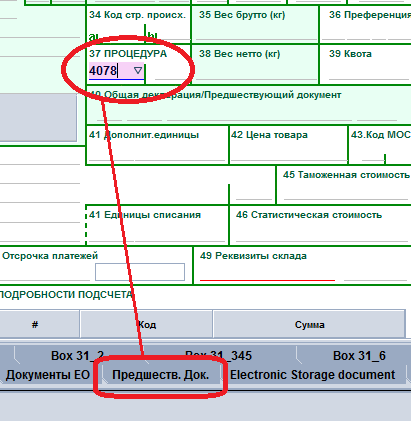 34 Код стр. происх.
35 Вес брутто (кг)
36 Преференция
a|
b|
37 ПРОЦЕДУРА
38 Вес нетто (кг)
39 Квота
4078
40 Общая декларация/Предшествующий документ
41 Дополнит.единицы
42 Цена товара
43.Код МОС
45 Таможенная стоимость
41 Единицы списания
46 Статистическая стоимость
Отсрочка платежей
49 Реквизиты склада
ПОДРОБНОСТИ ПОДСЧЕТА
#
Код
Сумма
Box 31_2
Box 31_345
Box 31_6
Документы ЕО
Предшеств. Док.
Electronic Storage document